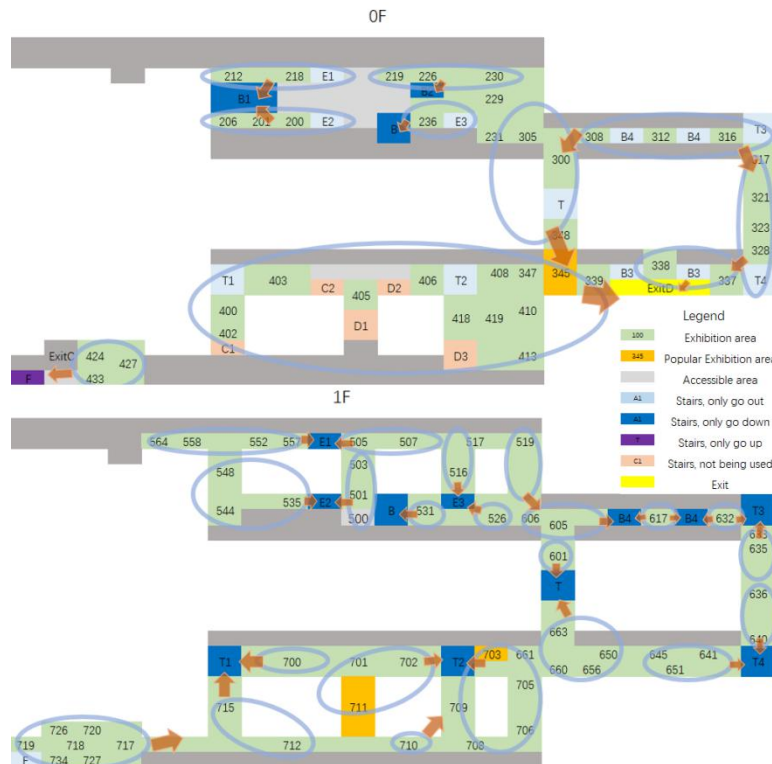 0F
212 218 E1 219 226 230
B1 B2 229
206 201 200 E2 B 236 E3
231 305 308 B4 312 B4 316 T3
300 317
321
T 323
348 328
T1 403 C2 D2 406 T2 408 347 345 339 B3 338 B3 337 T4
405 ExitD
400 D1 418 419 410
402
C1 D3 413
ExitC 424 427
F 433
Legend
100 Exhibition area
345 Popular Exhibition area
Accessible area
A1 Stairs, only go out
A1 Stairs, only go down
T Stairs, only go up
C1 Stairs, not being used
Exit
1F
564 558 552 557 E1 505 507 517 519
548 503 516
544 535 E2 501 B 531 E3 526 606
500 605 B4 617 B4 632 T3
601 635
T 636
663 640
T1 700 701 702 T2 703 661 660 656 650 645 651 641 T4
705
715 711 709 706
712 710 708
726 720
719 718 717
734 727